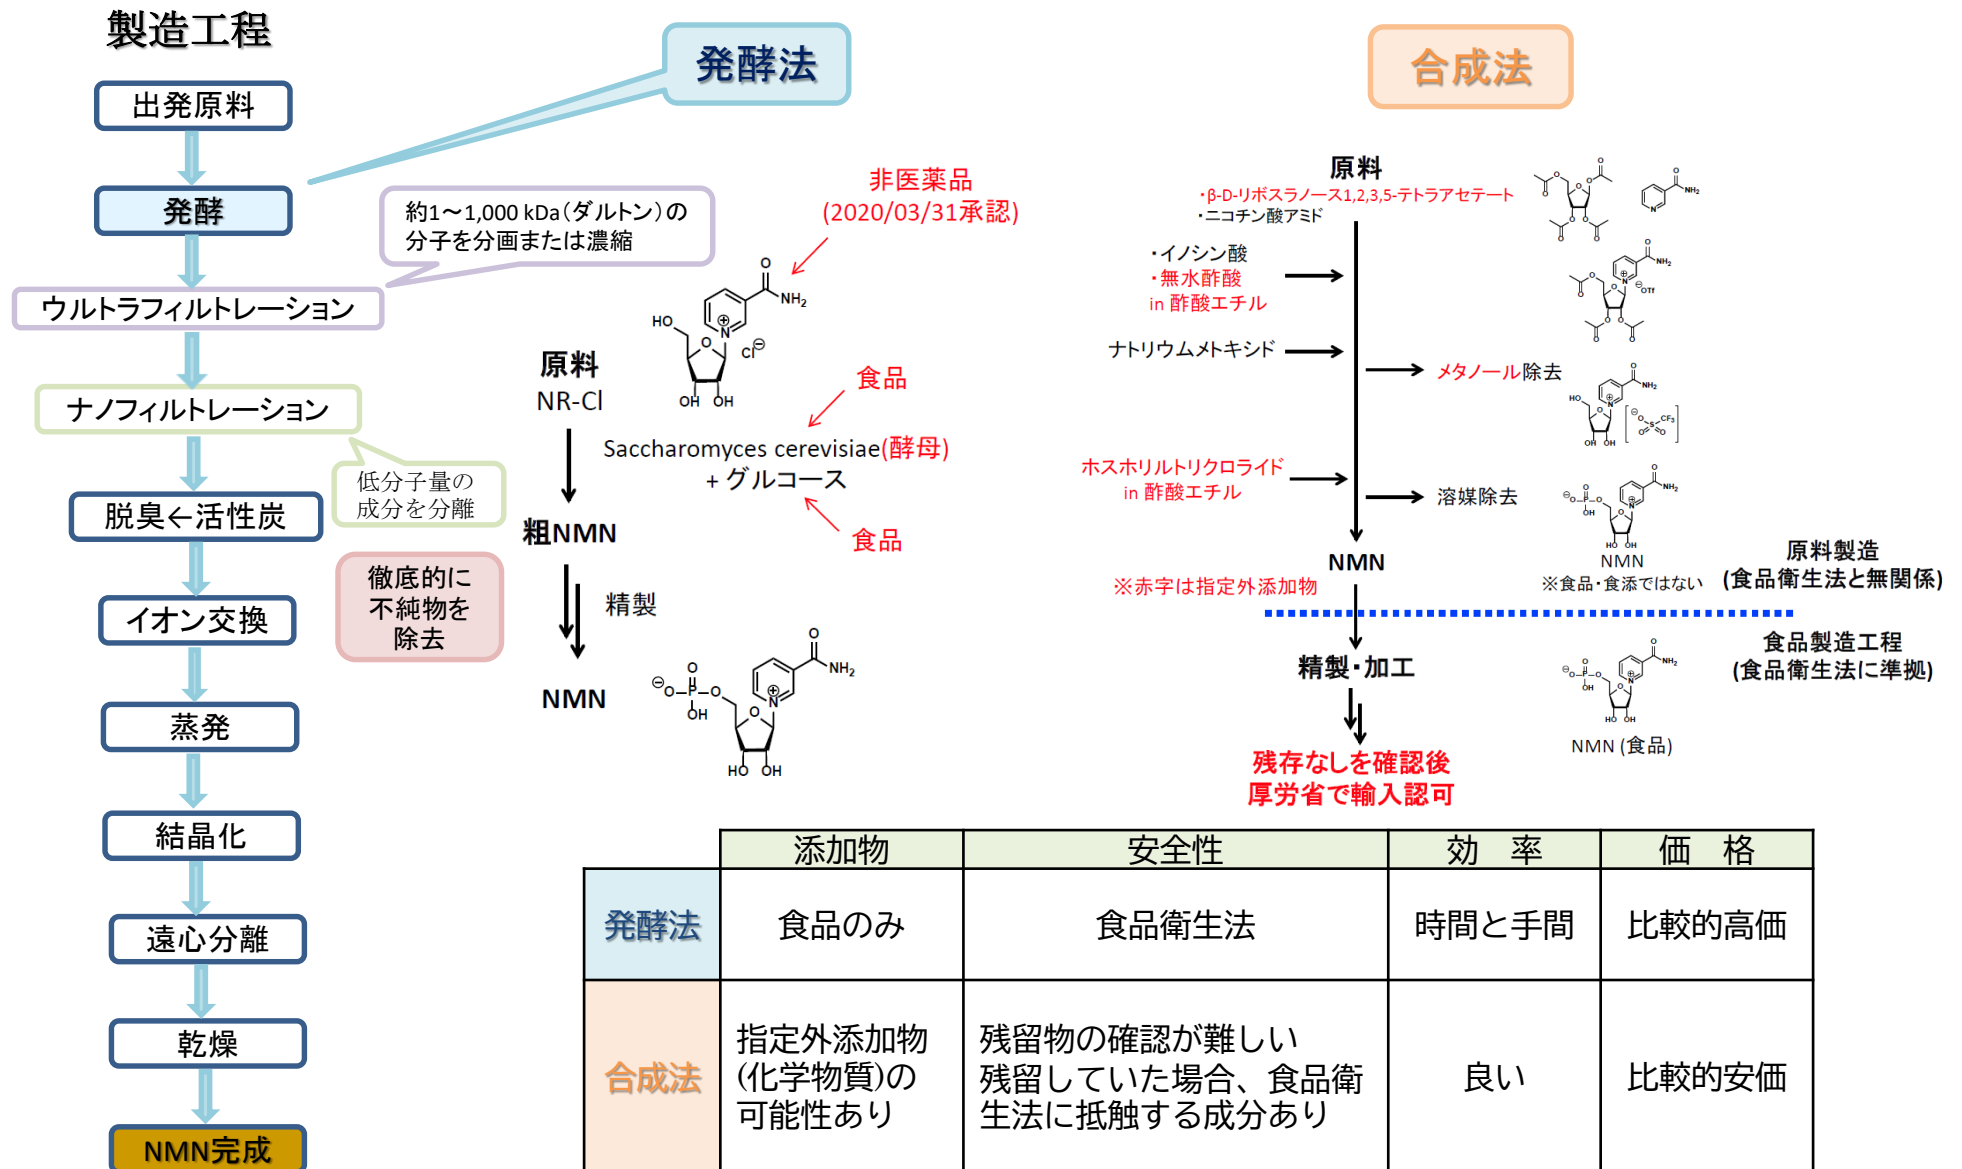 製造工程
出発原料
発酵
ウルトラフィルトレーション
ナノフィルトレーション
脱臭←活性炭
イオン交換
蒸発
結晶化
遠心分離
乾燥
NMN完成
発酵法
約1～1,000 kDa（ダルトン）の
分子を分画または濃縮
低分子量の
成分を分離
徹底的に
不純物を
除去
非医薬品
(2020/03/31承認)
O
NH2
N
HO
O
Cl
OH OH
原料
NR-Cl
食品
Saccharomyces cerevisiae(酵母)
+ グルコース
食品
粗NMN
精製
NMN
O
NH2
O
O-P-O
OH
N
O
HO OH
合成法
原料
・β-D-リボスラノース1,2,3,5-テトラアセテート
・ニコチン酸アミド
・イノシン酸
・無水酢酸
in 酢酸エチル
ナトリウムメトキシド
メタノール除去
ホスホリルトリクロライド
in 酢酸エチル
溶媒除去
NMN
※赤字は指定外添加物
NMN
※食品・食添ではない
原料製造
(食品衛生法と無関係)
食品製造工程
(食品衛生法に準拠)
精製・加工
NMN (食品)
残存なしを確認後
厚労省で輸入認可
添加物 安全性 効　率 価　格
発酵法 食品のみ 食品衛生法 時間と手間 比較的高価
合成法
指定外添加物
(化学物質)の
可能性あり
残留物の確認が難しい
残留していた場合、食品衛
生法に抵触する成分あり
良い
比較的安価